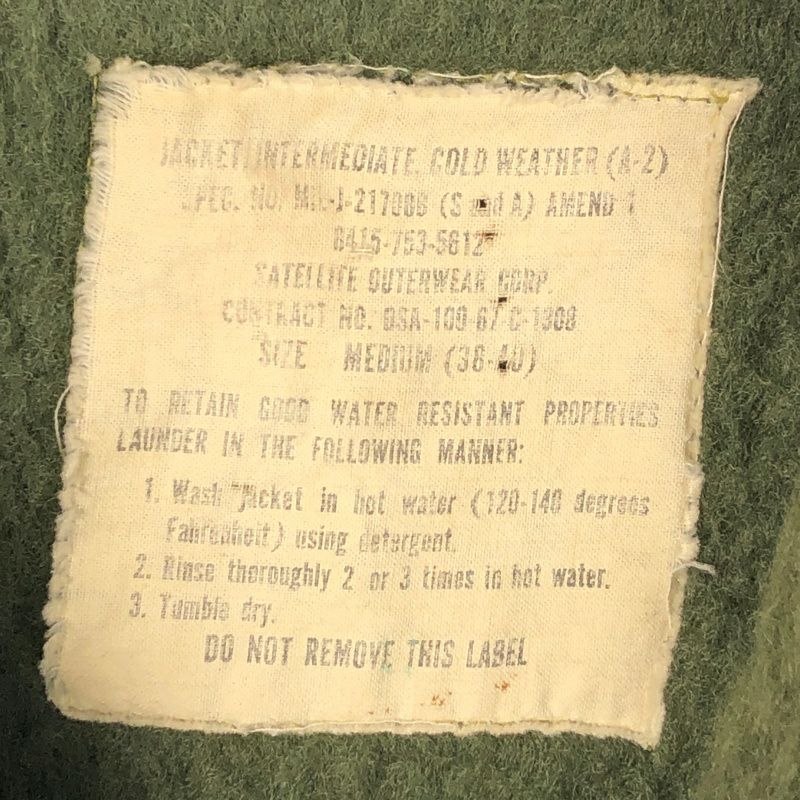 JACKET, INTERMEDIATE, COLD WEATHER (A-2)
SPEC. NO. MIL-J-21700B (S and A) AMEND 1
8415-753-5612
SATELLITE OUTERWEAR CORP.
CONTRACT NO. DSA-100-67-C-1308
SIZE MEDIUM (38-40)
TO RETAIN GOOD WATER RESISTANT PROPERTIES
LAUNDER IN THE FOLLOWING MANNER:
1. Wash jacket in hot water (120-140 degrees
Fahrenheit) using detergent.
2. Rinse thoroughly 2 or 3 times in hot water.
3. Tumble dry.
DO NOT REMOVE THIS LABEL